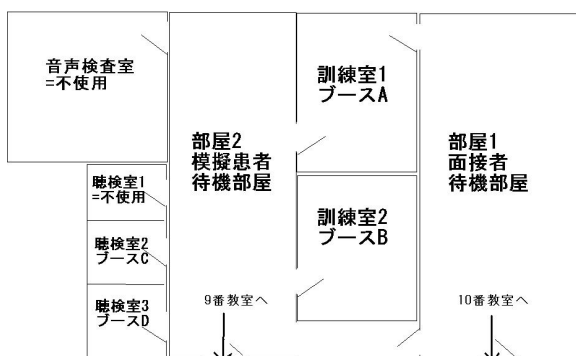 音声検査室
=不使用
聴検室1
=不使用
聴検室2
ブースC
聴検室3
ブースD
部屋2
模擬患者
待機部屋
9番教室へ
訓練室1
ブースA
訓練室2
ブースB
部屋1
面接者
待機部屋
10番教室へ